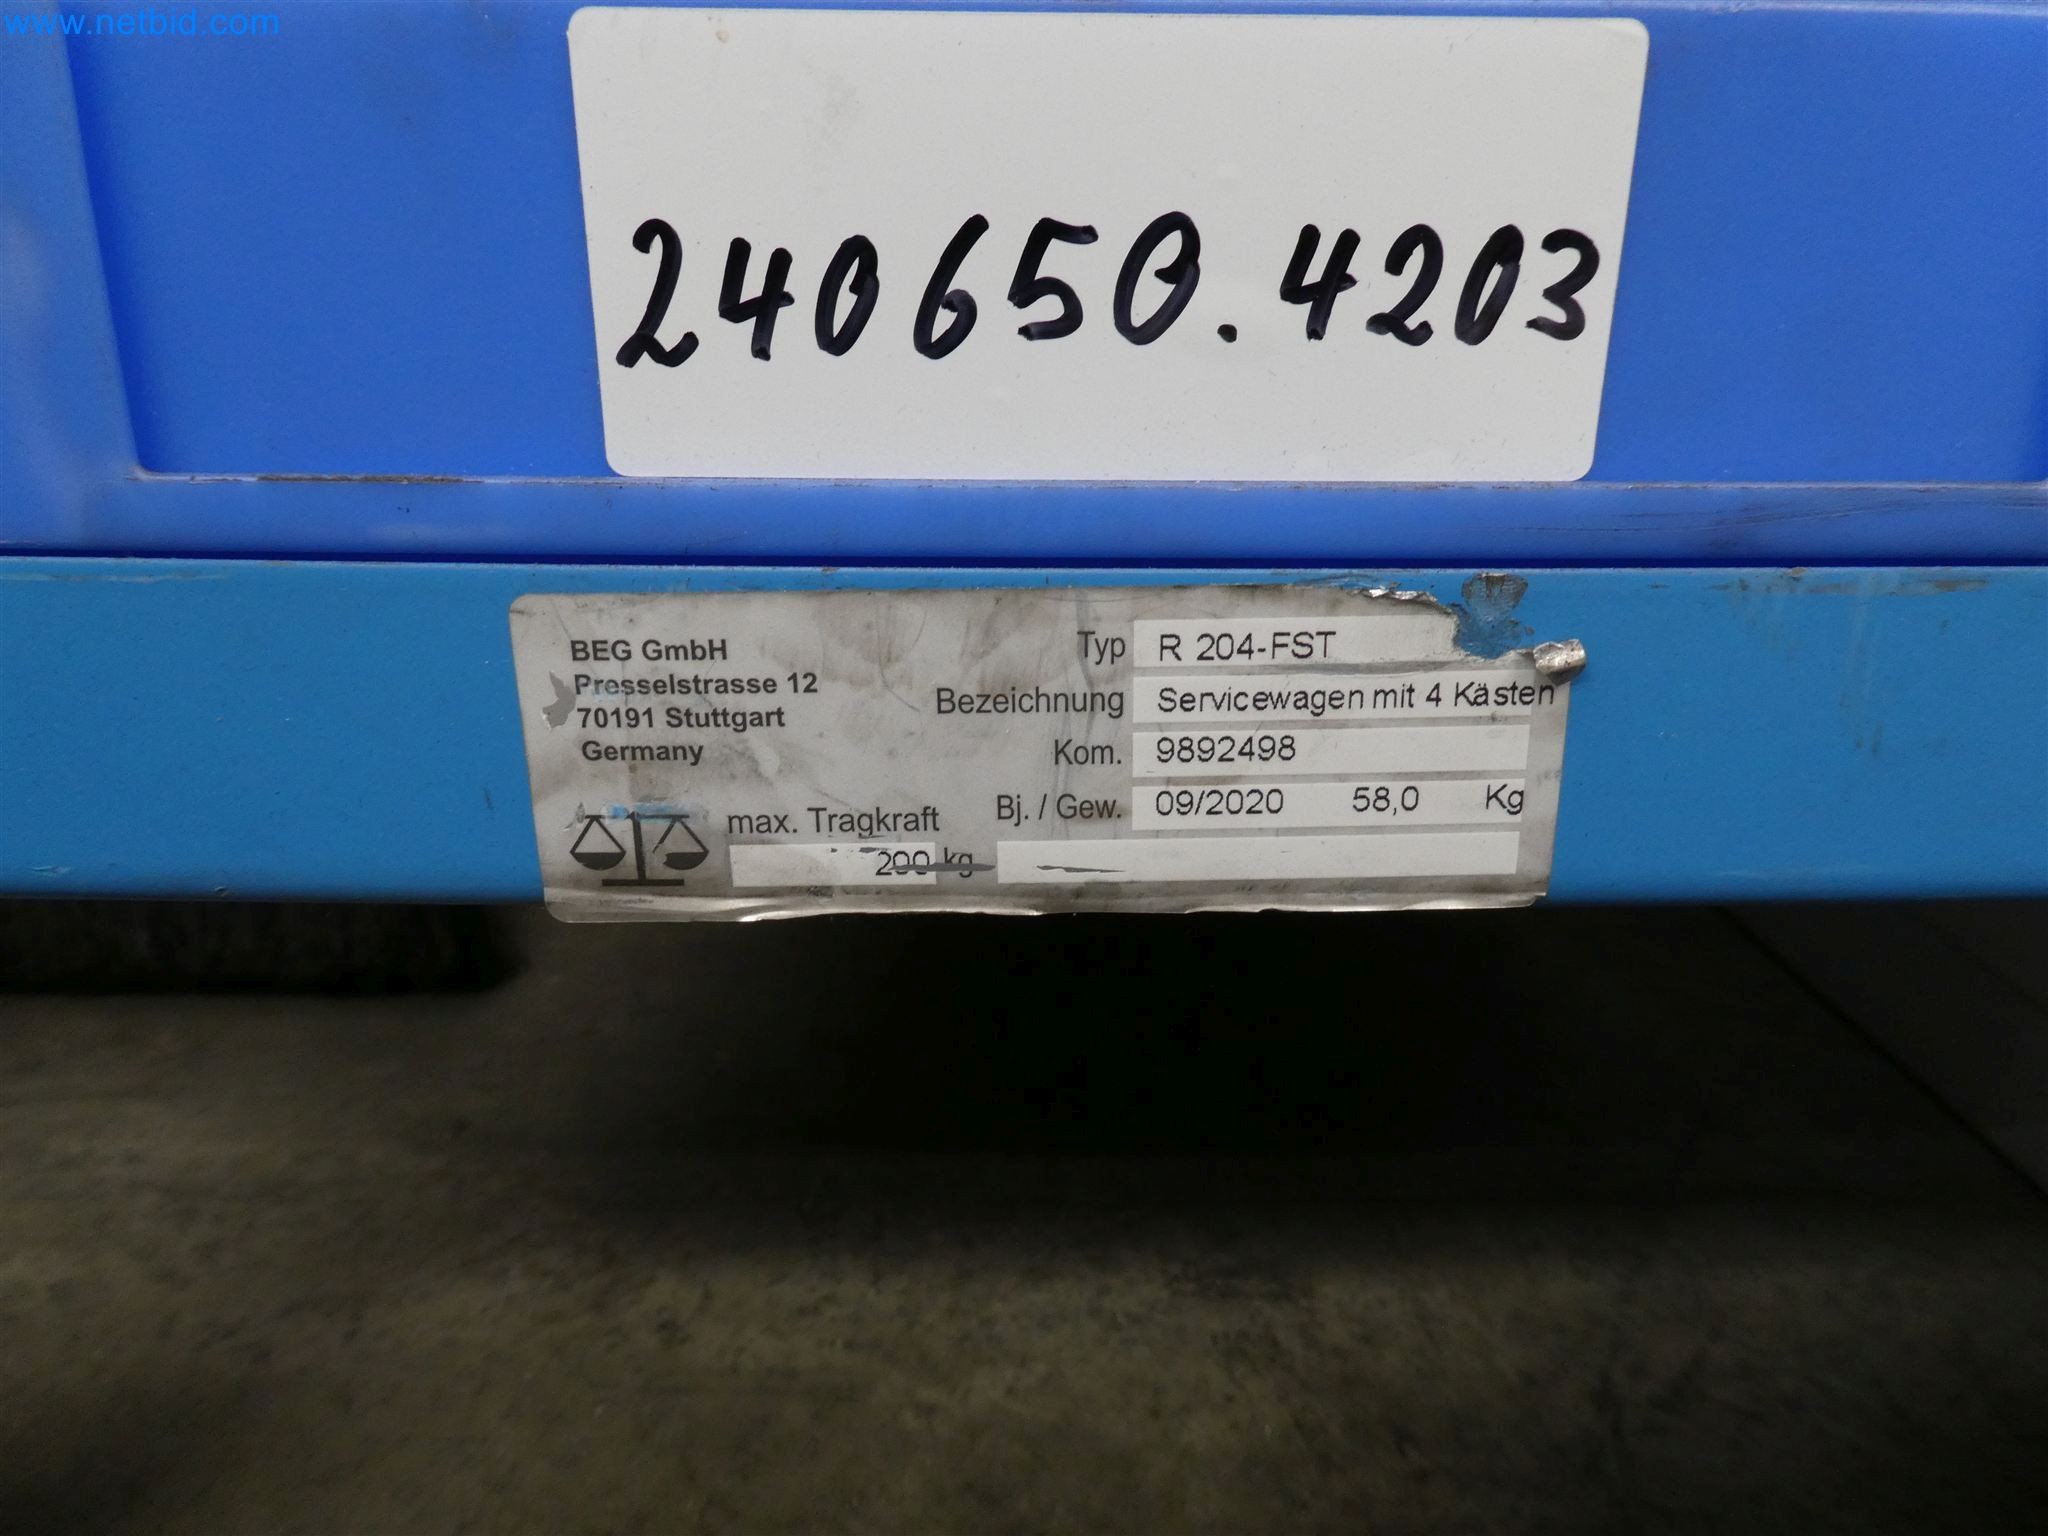 www.netbid.com
240650.4203
BEG GmbH
Presselstrasse 12
70191 Stuttgart
Germany
max. Tragkraft
200 kg
Typ R 204-FST
Bezeichnung Servicewagen mit 4 Kästen
Kom. 9892498
Bj. / Gew. 09/2020 58,0 Kg